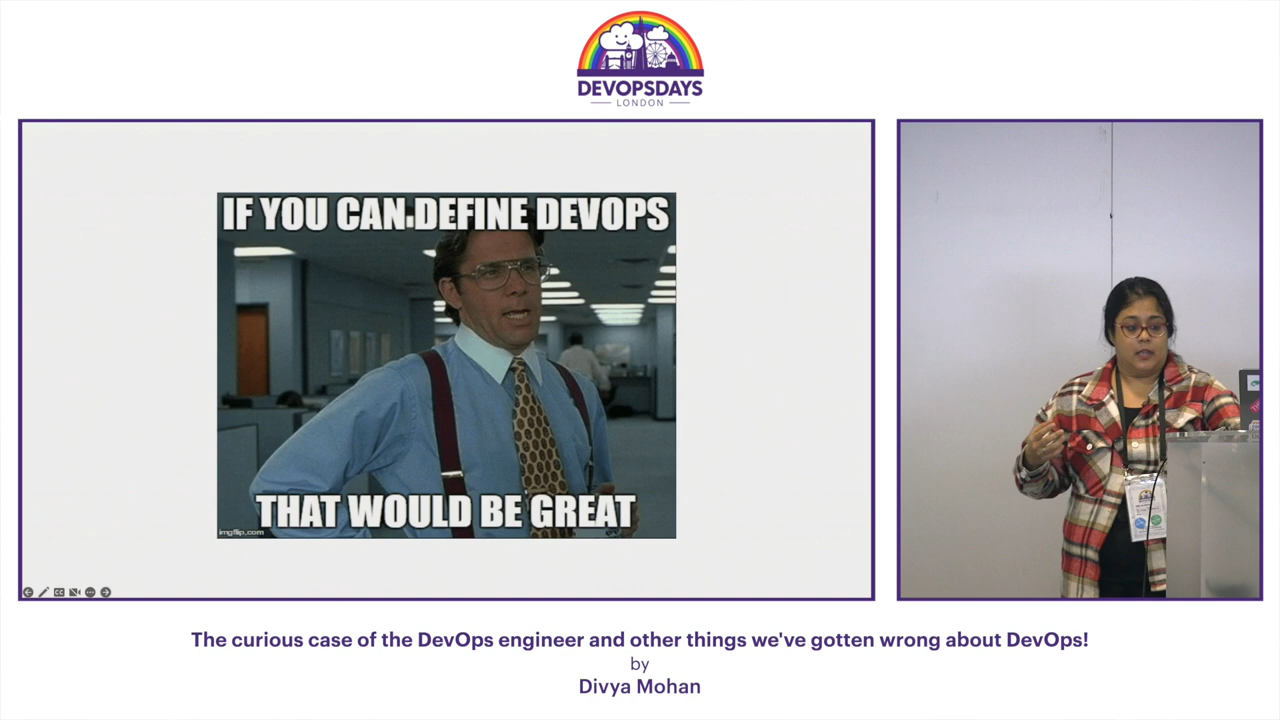 DEVOPSDAYS
LONDON
IF YOU CAN DEFINE DEVOPS
THAT WOULD BE GREAT
imgflip.com
The curious case of the DevOps engineer and other things we've gotten wrong about DevOps!
by
Divya Mohan